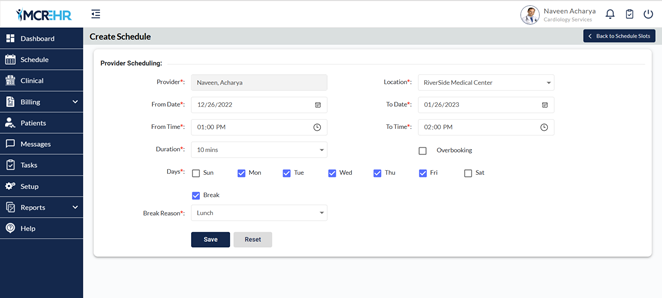 MCREHR
Naveen Acharya
Cardiology Services
Dashboard
Schedule
Clinical
Billing
Patients
Messages
Tasks
Setup
Reports
Help
Create Schedule
Back to Schedule Slots
Provider Scheduling:
Provider*: Naveen, Acharya
Location*: RiverSide Medical Center
From Date*: 12/26/2022
To Date*: 01/26/2023
From Time*: 01:00 PM
To Time*: 02:00 PM
Duration*: 10 mins
Overbooking
Days*: Sun Mon Tue Wed Thu Fri Sat
Break
Break Reason*: Lunch
Save Reset